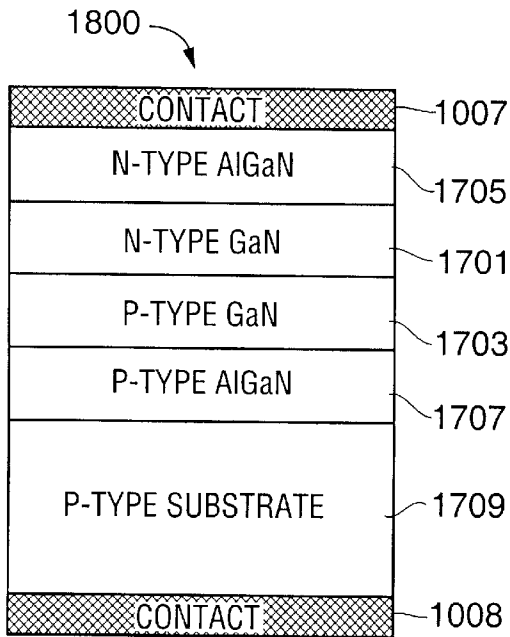 1800
CONTACT 1007
N-TYPE AlGaN 1705
N-TYPE GaN 1701
P-TYPE GaN 1703
P-TYPE AlGaN 1707
P-TYPE SUBSTRATE 1709
CONTACT 1008